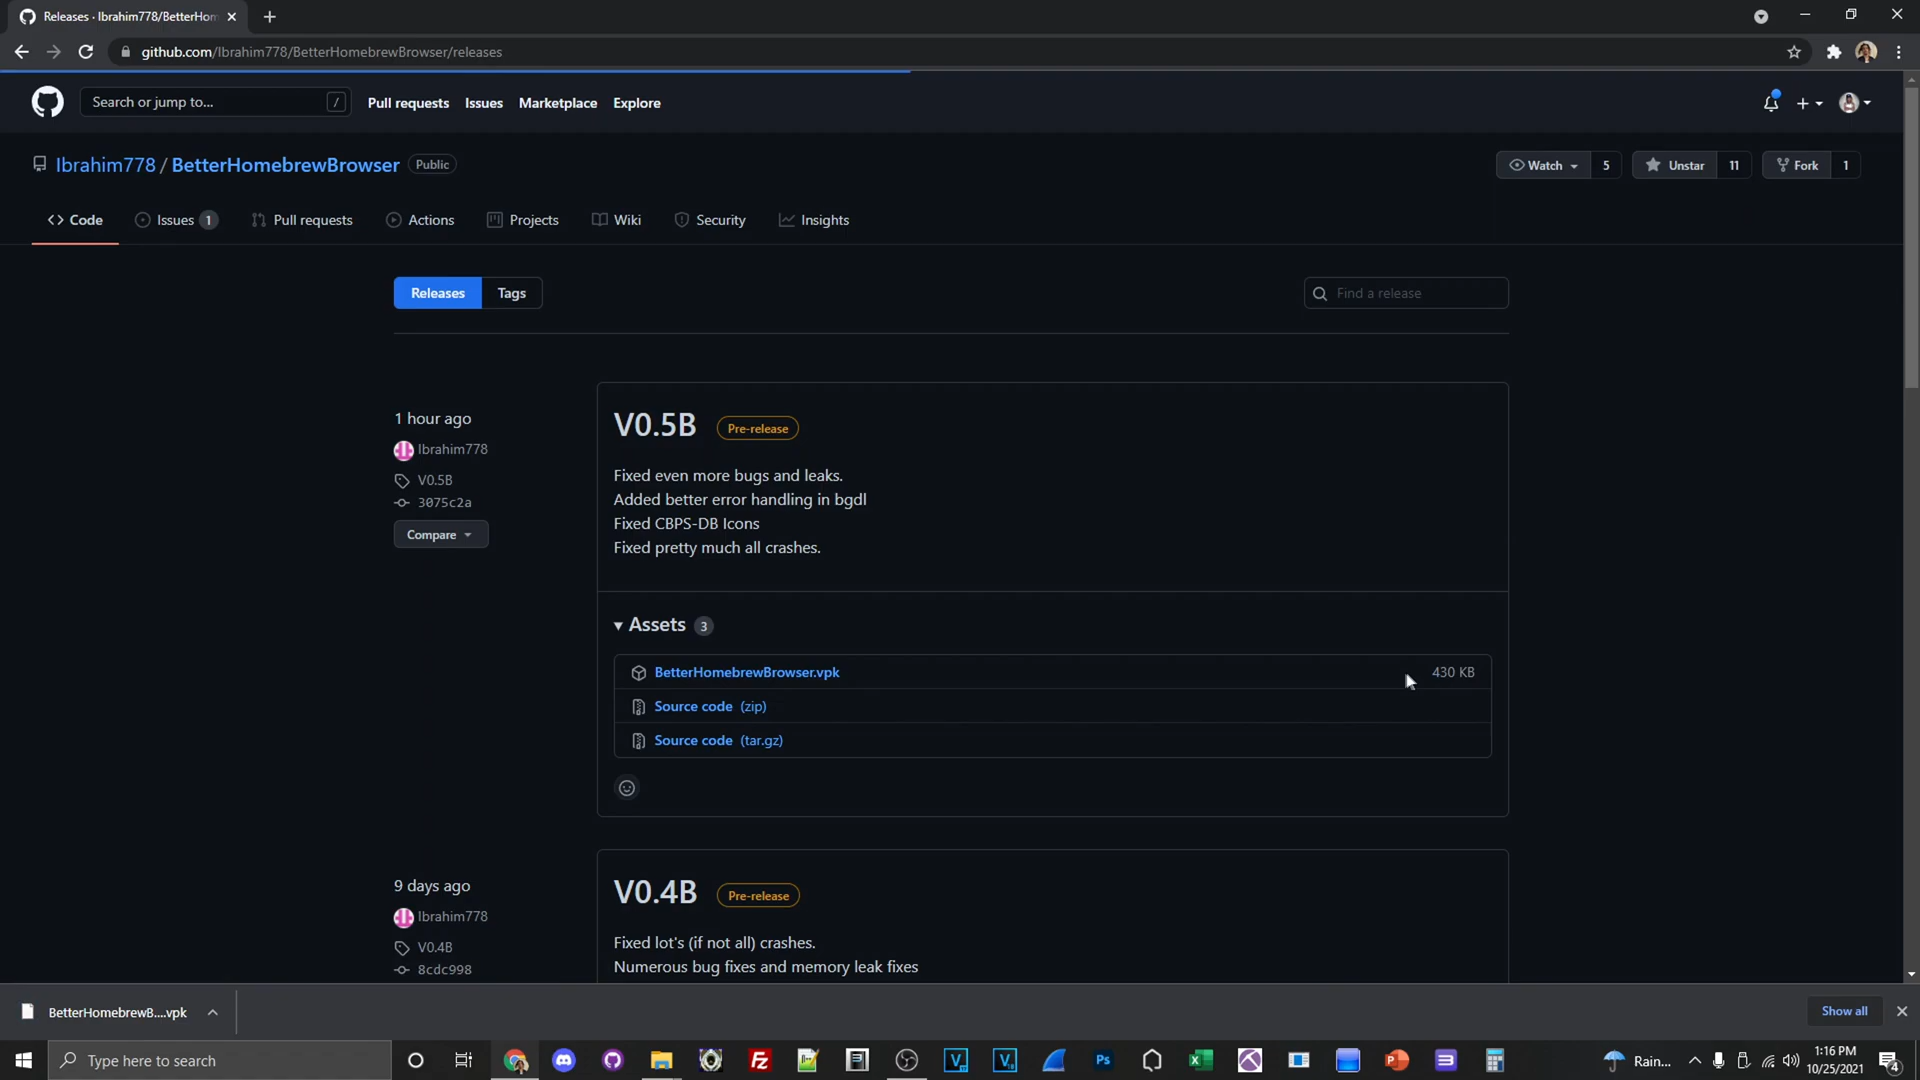 Releases · Ibrahim778/BetterHom
github.com/Ibrahim778/BetterHomebrewBrowser/releases
Search or jump to... /
Pull requests Issues Marketplace Explore
Ibrahim778 / BetterHomebrewBrowser Public
Watch 5 Unstar 11 Fork 1
Code Issues 1 Pull requests Actions Projects Wiki Security Insights
Releases Tags
Find a release
1 hour ago
Ibrahim778
V0.5B
3075c2a
Compare
V0.5B Pre-release
Fixed even more bugs and leaks.
Added better error handling in bgdl
Fixed CBPS-DB Icons
Fixed pretty much all crashes.
Assets 3
BetterHomebrewBrowser.vpk 430 KB
Source code (zip)
Source code (tar.gz)
9 days ago
Ibrahim778
V0.4B
8cdc998
V0.4B Pre-release
Fixed lot's (if not all) crashes.
Numerous bug fixes and memory leak fixes
BetterHomebrewB....vpk
Show all
Type here to search
Rain...
1:16 PM
10/25/2021
4